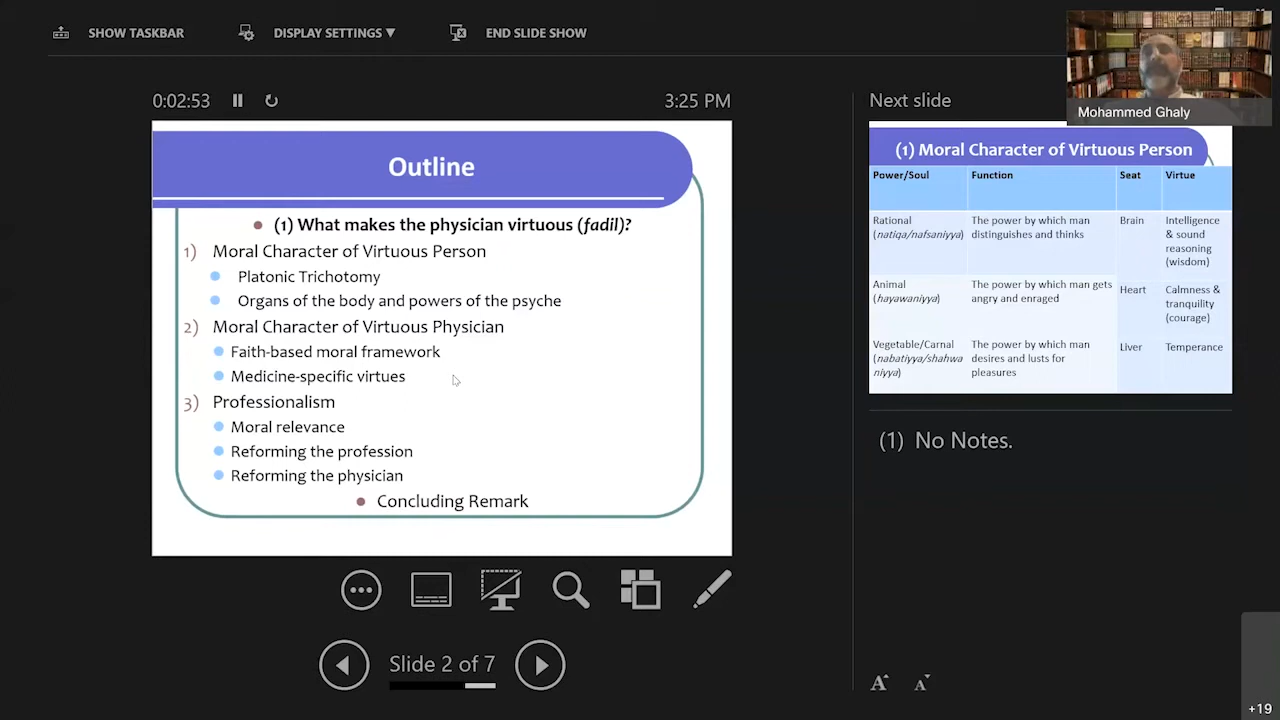 SHOW TASKBAR
DISPLAY SETTINGS ▼
END SLIDE SHOW
Mohammed Ghaly
0:02:53
3:25 PM
Outline
(1) What makes the physician virtuous (fadil)?
1) Moral Character of Virtuous Person
Platonic Trichotomy
Organs of the body and powers of the psyche
2) Moral Character of Virtuous Physician
Faith-based moral framework
Medicine-specific virtues
3) Professionalism
Moral relevance
Reforming the profession
Reforming the physician
Concluding Remark
Slide 2 of 7
Next slide
(1) Moral Character of Virtuous Person
Power/Soul Function Seat Virtue
Rational
(natiqa/nafsaniyya)
The power by which man
distinguishes and thinks
Brain
Intelligence
& sound
reasoning
(wisdom)
Animal
(hayawaniyya)
The power by which man gets
angry and enraged
Heart
Calmness &
tranquility
(courage)
Vegetable/Carnal
(nabatiyya/shahwa
niyya)
The power by which man
desires and lusts for
pleasures
Liver
Temperance
(1) No Notes.
A A
+19